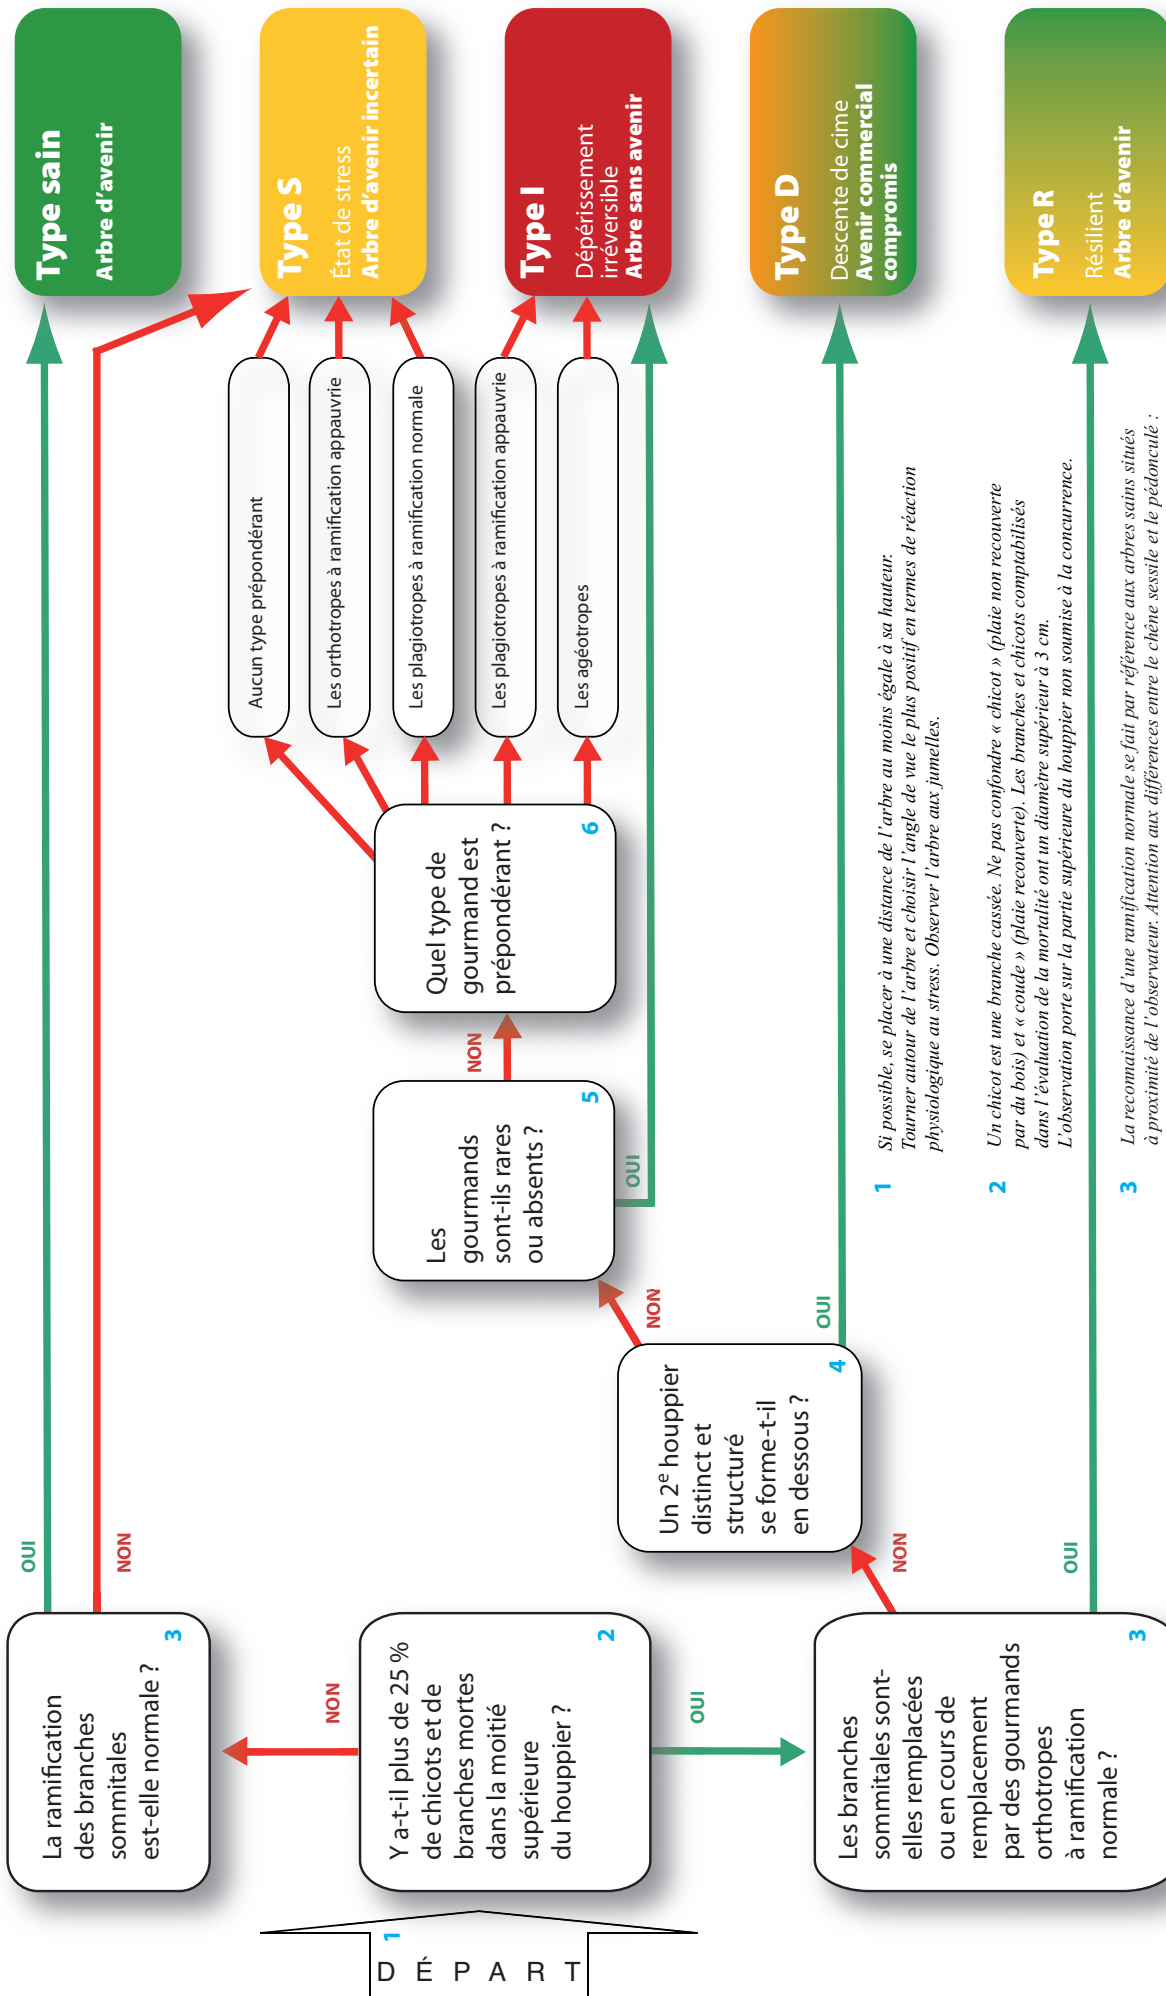 D É P A R T
1
La ramification
des branches
sommitales
est-elle normale ?
3
OUI
NON
Y a-t-il plus de 25 %
de chicots et de
branches mortes
dans la moitié
supérieure
du houppier ?
2
NON
OUI
Les branches
sommitales sont-
elles remplacées
ou en cours de
remplacement
par des gourmands
orthotropes
à ramification
normale ?
3
NON
OUI
Un 2e houppier
distinct et
structuré
se forme-t-il
en dessous ?
4
NON
OUI
Les
gourmands
sont-ils rares
ou absents ?
5
NON
OUI
Quel type de
gourmand est
prépondérant ?
6
Aucun type prépondérant
Les orthotropes à ramification appauvrie
Les plagiotropes à ramification normale
Les plagiotropes à ramification appauvrie
Les agéotropes
Type sain
Arbre d’avenir
Type S
État de stress
Arbre d’avenir incertain
Type I
Dépérissement
irréversible
Arbre sans avenir
Type D
Descente de cime
Avenir commercial
compromis
Type R
Résilient
Arbre d’avenir
1 Si possible, se placer à une distance de l’arbre au moins égale à sa hauteur.
Tourner autour de l’arbre et choisir l’angle de vue le plus positif en termes de réaction
physiologique au stress. Observer l’arbre aux jumelles.
2 Un chicot est une branche cassée. Ne pas confondre « chicot » (plaie non recouverte
par du bois) et « coude » (plaie recouverte). Les branches et chicots comptabilisés
dans l’évaluation de la mortalité ont un diamètre supérieur à 3 cm.
L’observation porte sur la partie supérieure du houppier non soumise à la concurrence.
3 La reconnaissance d’une ramification normale se fait par référence aux arbres sains situés
à proximité de l’observateur. Attention aux différences entre le chêne sessile et le pédonculé :